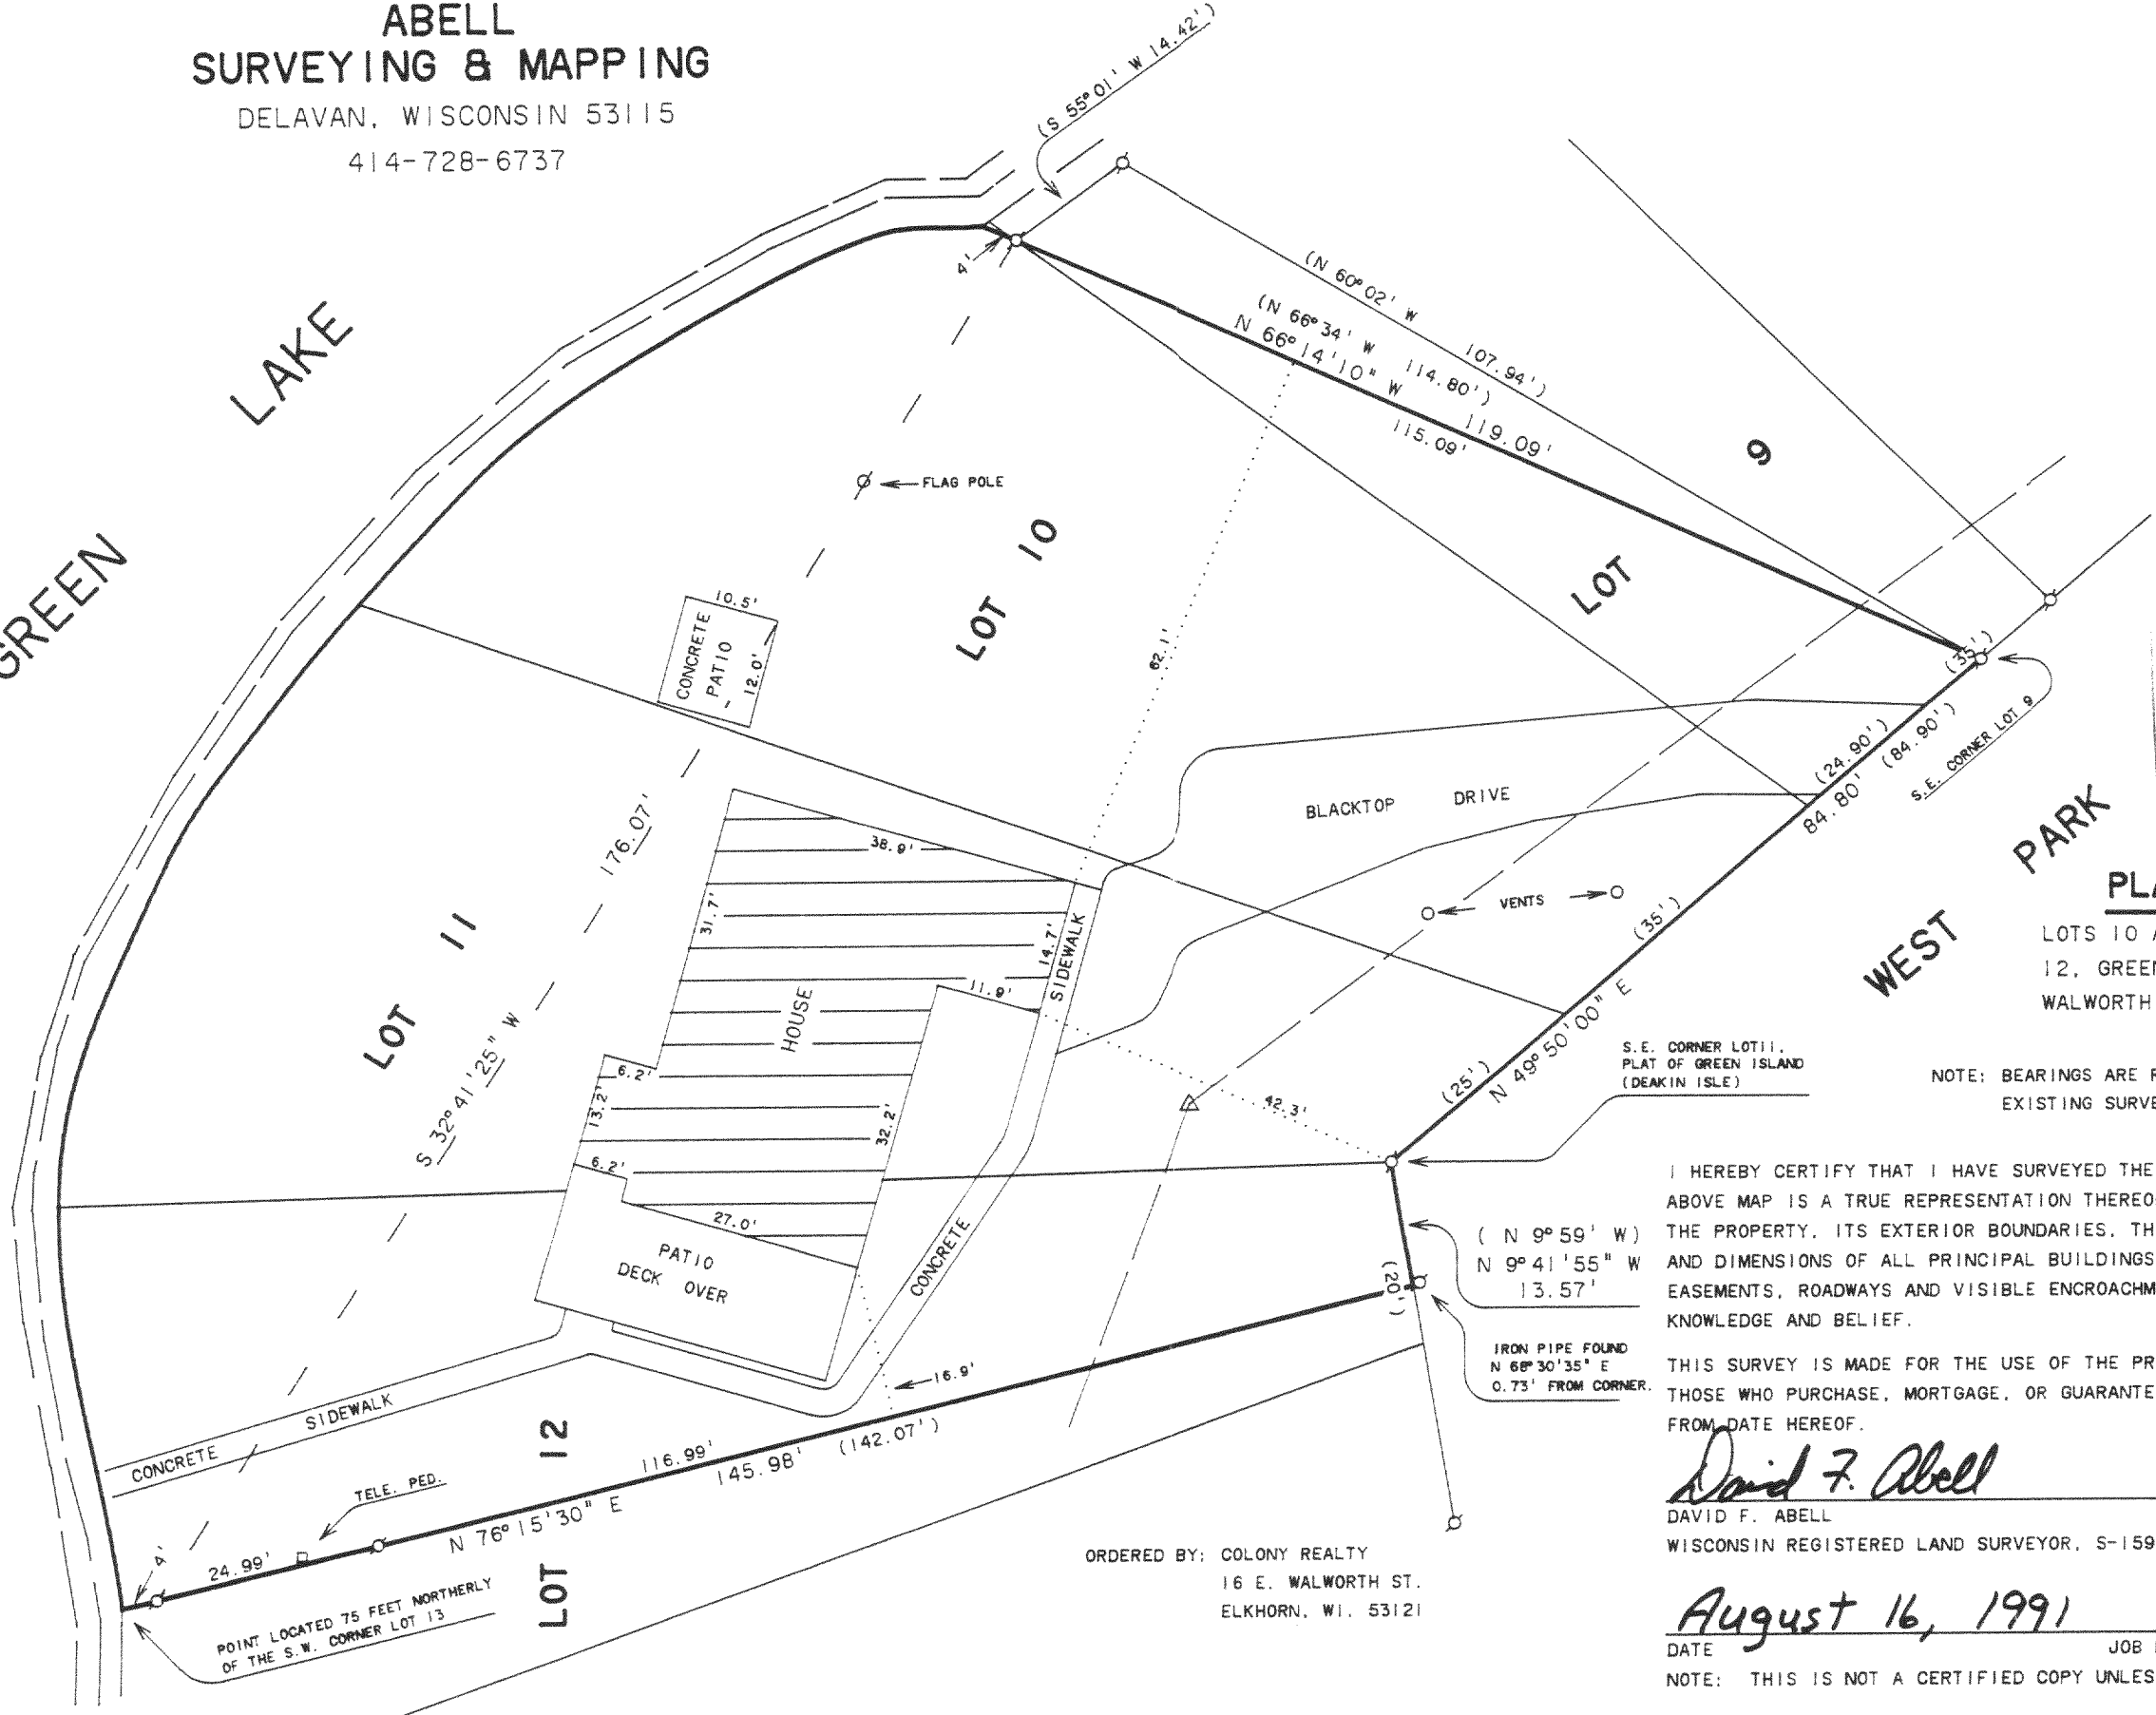 ABELL
SURVEYING & MAPPING
DELAVAN, WISCONSIN 53115
414-728-6737
(S 55°01' W 14.42')
LAKE
GREEN
4'
(N 60°02' W 107.94')
(N 66°34' W 114.80')
N 66°14'10" W 119.09'
115.09'
FLAG POLE
LOT 10
LOT 9
10.5'
CONCRETE
PATIO
12.0'
62.1'
(35')
S.E. CORNER LOT 9
(24.90')
(84.90')
84.80'
BLACKTOP DRIVE
VENTS
(35')
WEST PARK
176.07'
S 32°41'25" W
LOT 11
38.9'
31.7'
14.7'
SIDEWALK
11.9'
HOUSE
6.2'
13.2'
32.2'
6.2'
27.0'
PATIO
DECK OVER
CONCRETE
42.3'
(25')
N 49°50'00" E
S.E. CORNER LOT11,
PLAT OF GREEN ISLAND
(DEAKIN ISLE)
( N 9°59' W)
N 9°41'55" W
13.57'
(20')
IRON PIPE FOUND
N 68°30'35" E
0.73' FROM CORNER.
16.9'
CONCRETE SIDEWALK
TELE. PED.
4'
24.99'
116.99'
145.98'
(142.07')
N 76°15'30" E
LOT 12
POINT LOCATED 75 FEET NORTHERLY
OF THE S.W. CORNER LOT 13
ORDERED BY: COLONY REALTY
16 E. WALWORTH ST.
ELKHORN, WI. 53121
PLA
LOTS 10 A
12, GREEN
WALWORTH
NOTE: BEARINGS ARE R
EXISTING SURVE
I HEREBY CERTIFY THAT I HAVE SURVEYED THE
ABOVE MAP IS A TRUE REPRESENTATION THEREO
THE PROPERTY, ITS EXTERIOR BOUNDARIES, TH
AND DIMENSIONS OF ALL PRINCIPAL BUILDINGS
EASEMENTS, ROADWAYS AND VISIBLE ENCROACHM
KNOWLEDGE AND BELIEF.
THIS SURVEY IS MADE FOR THE USE OF THE PR
THOSE WHO PURCHASE, MORTGAGE, OR GUARANTE
FROM DATE HEREOF.
David F. Abell
DAVID F. ABELL
WISCONSIN REGISTERED LAND SURVEYOR, S-159
August 16, 1991
DATE JOB
NOTE: THIS IS NOT A CERTIFIED COPY UNLES